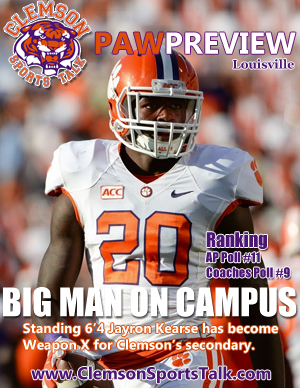 CLEMSON
SPORTS TALK
PAWPREVIEW
Louisville
ACC
20
Ranking
AP Poll #11
Coaches Poll #9
BIG MAN ON CAMPUS
Standing 6'4 Jayron Kearse has become
Weapon X for Clemson's secondary.
www.ClemsonSportsTalk.com